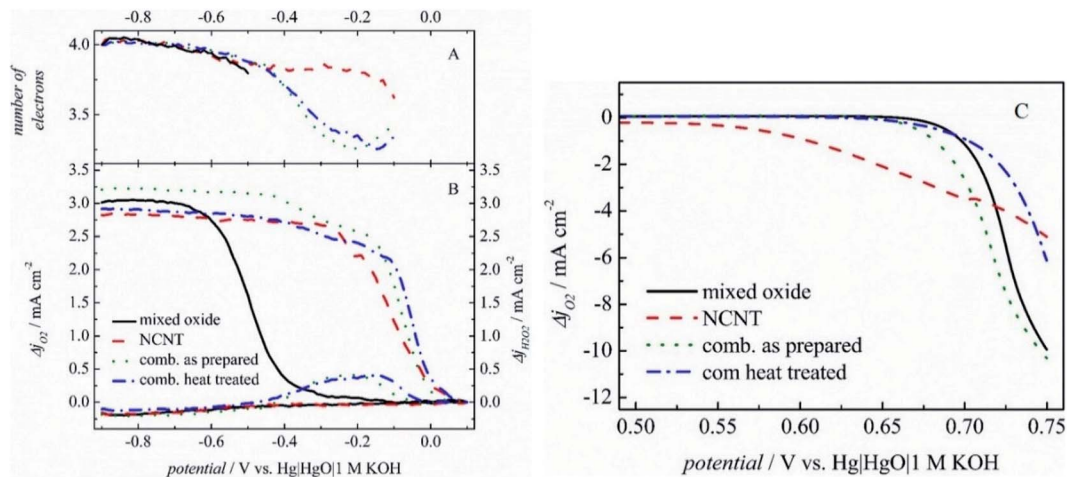 -0.8 -0.6 -0.4 -0.2 0.0
A
4.0
3.5
number of
electrons
B
3.5
3.0
2.5
2.0
1.5
1.0
0.5
0.0
Δj_O2 / mA cm⁻²
mixed oxide
NCNT
comb. as prepared
comb. heat treated
3.5
3.0
2.5
2.0
1.5
1.0
0.5
0.0
Δj_H2O2 / mA cm⁻²
-0.8 -0.6 -0.4 -0.2 0.0
potential / V vs. Hg|HgO|1 M KOH
C
0
-2
-4
-6
-8
-10
-12
Δj_O2 / mA cm⁻²
mixed oxide
NCNT
comb. as prepared
com heat treated
0.50 0.55 0.60 0.65 0.70 0.75
potential / V vs. Hg|HgO|1 M KOH